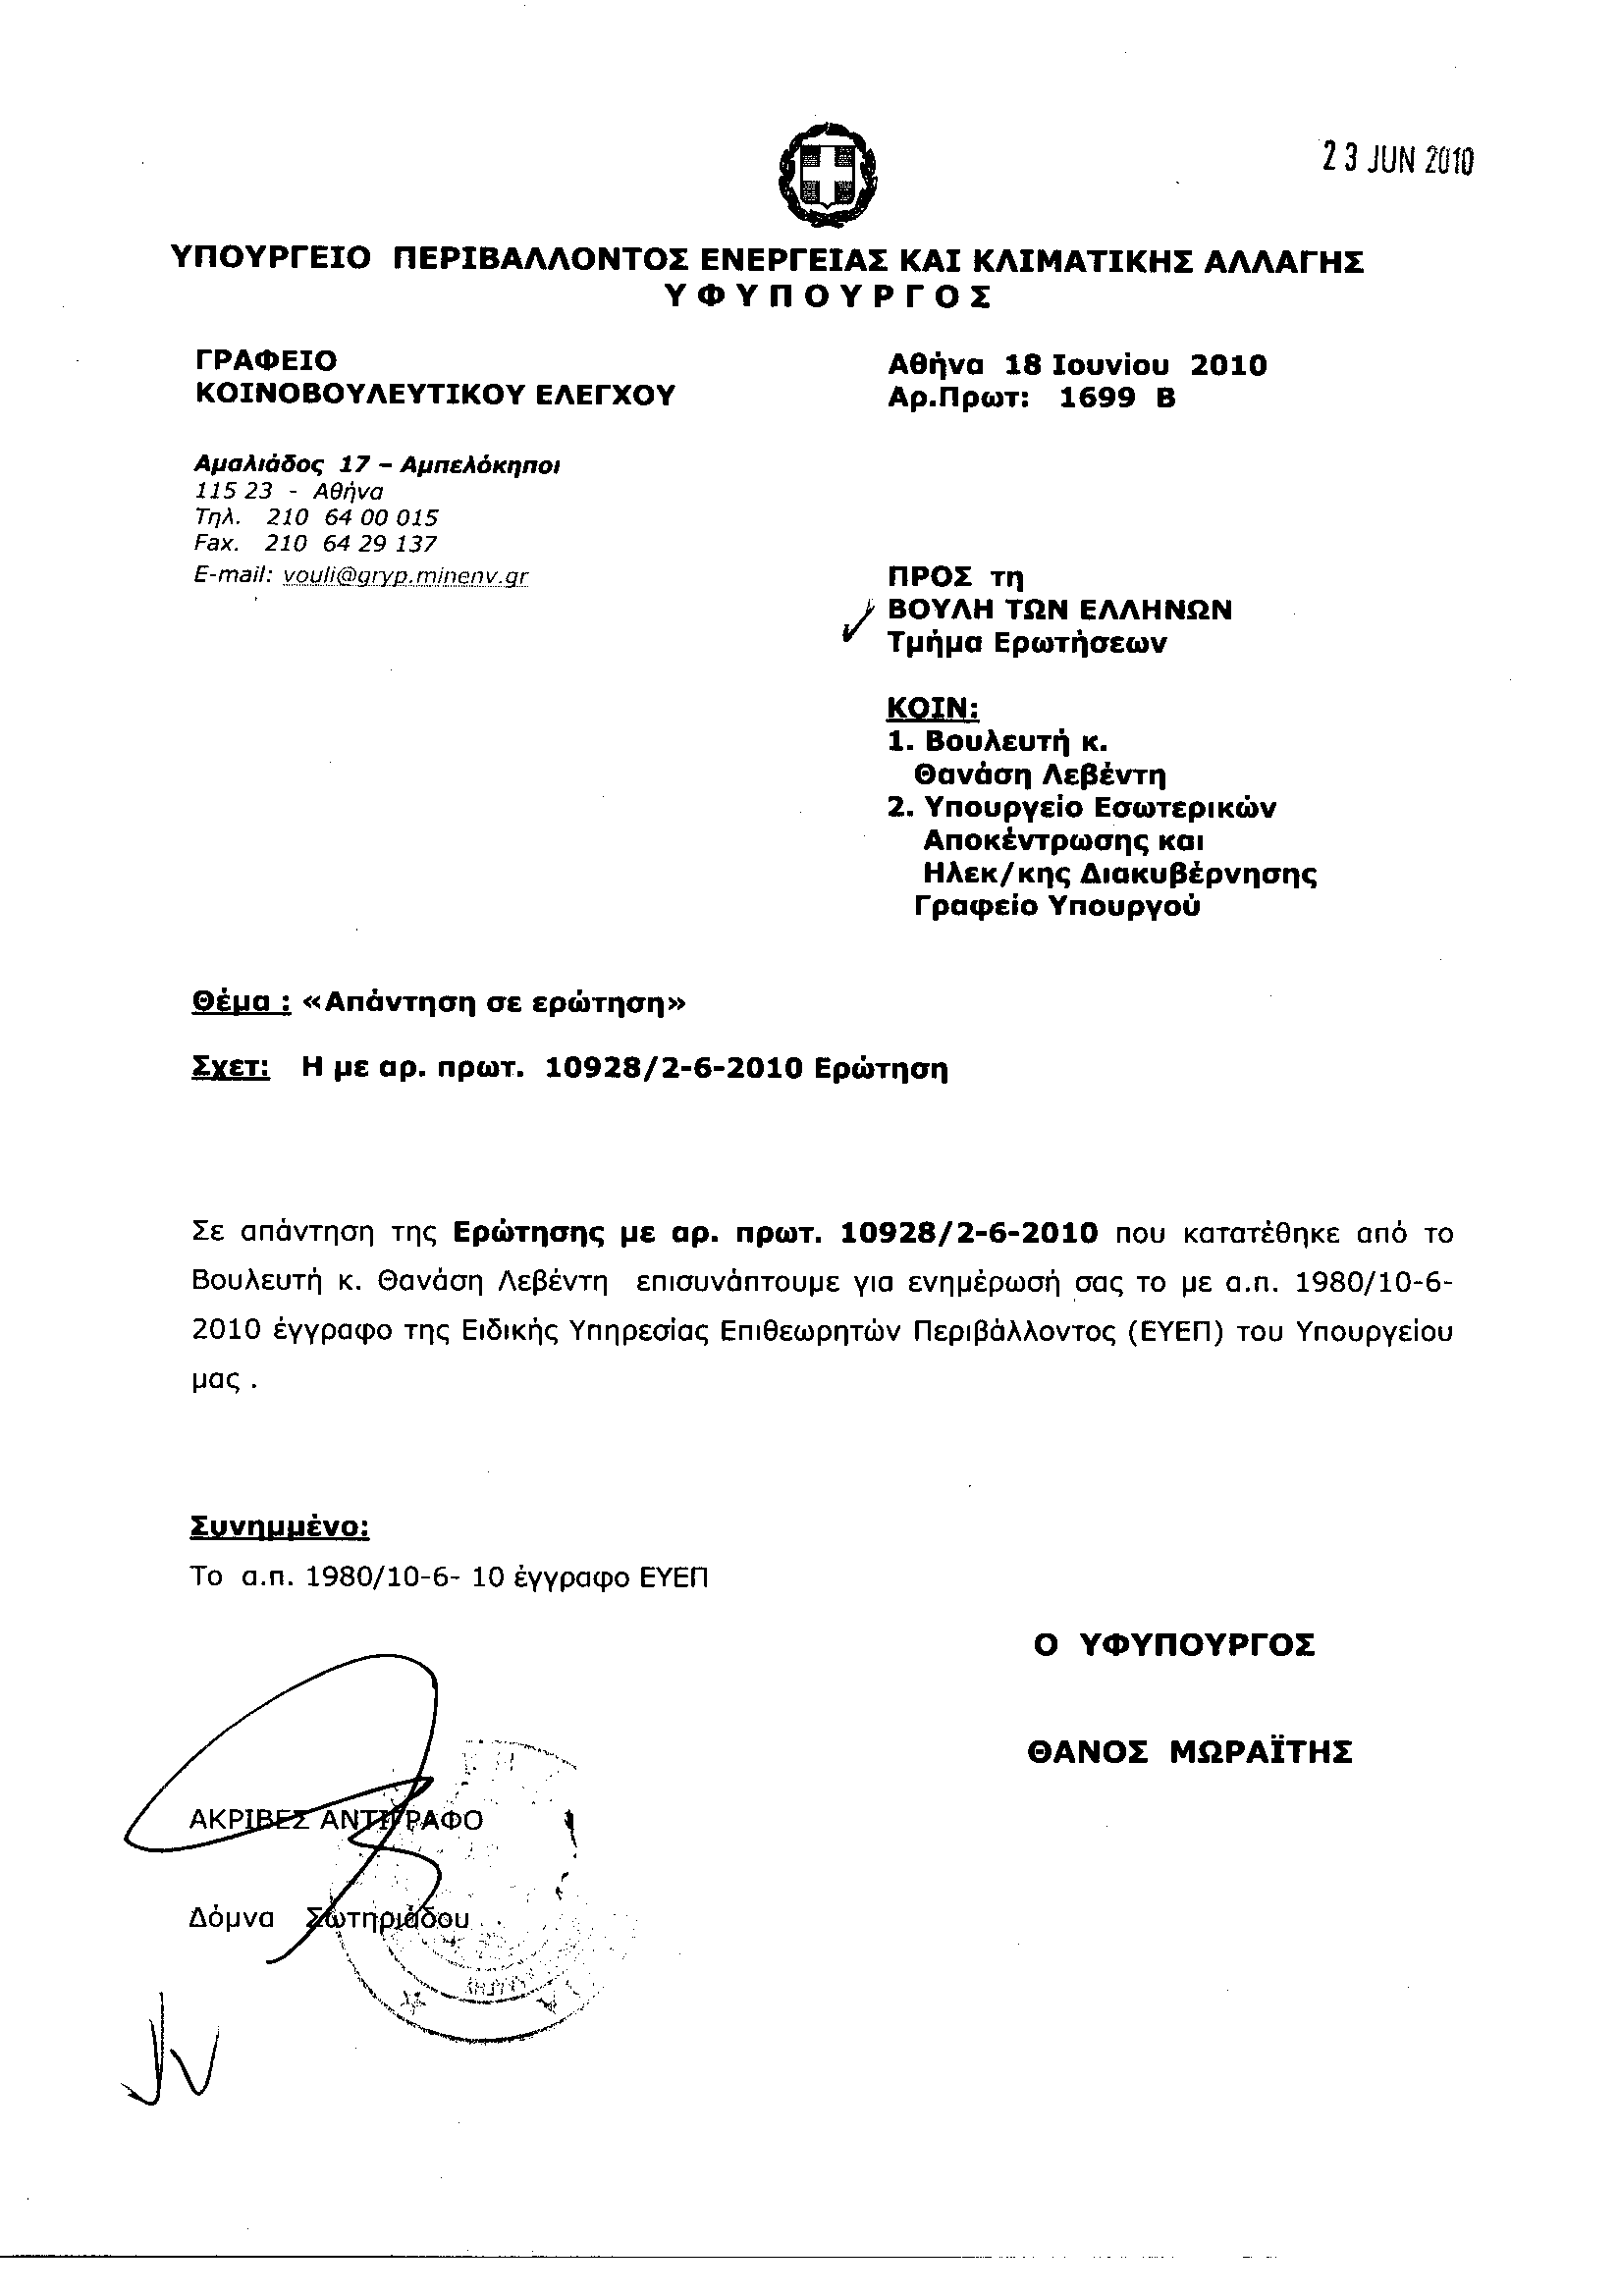 23 JUN 2010
ΥΠΟΥΡΓΕΙΟ ΠΕΡΙΒΑΛΛΟΝΤΟΣ ΕΝΕΡΓΕΙΑΣ ΚΑΙ ΚΛΙΜΑΤΙΚΗΣ ΑΛΛΑΓΗΣ
ΥΦΥΠΟΥΡΓΟΣ
ΓΡΑΦΕΙΟ
ΚΟΙΝΟΒΟΥΛΕΥΤΙΚΟΥ ΕΛΕΓΧΟΥ
Αθήνα 18 Ιουνίου 2010
Αρ.Πρωτ: 1699 Β
Αμαλιάδος 17 – Αμπελόκηποι
115 23 - Αθήνα
Τηλ. 210 64 00 015
Fax. 210 64 29 137
E-mail: vouli@gryp.minenv.gr
ΠΡΟΣ τη
ΒΟΥΛΗ ΤΩΝ ΕΛΛΗΝΩΝ
Τμήμα Ερωτήσεων
ΚΟΙΝ:
1. Βουλευτή κ.
Θανάση Λεβέντη
2. Υπουργείο Εσωτερικών
Αποκέντρωσης και
Ηλεκ/κης Διακυβέρνησης
Γραφείο Υπουργού
Θέμα : «Απάντηση σε ερώτηση»
Σχετ: Η με αρ. πρωτ. 10928/2-6-2010 Ερώτηση
Σε απάντηση της Ερώτησης με αρ. πρωτ. 10928/2-6-2010 που κατατέθηκε από το
Βουλευτή κ. Θανάση Λεβέντη επισυνάπτουμε για ενημέρωσή σας το με α.π. 1980/10-6-
2010 έγγραφο της Ειδικής Υπηρεσίας Επιθεωρητών Περιβάλλοντος (ΕΥΕΠ) του Υπουργείου
μας .
Συνημμένο:
Το α.π. 1980/10-6- 10 έγγραφο ΕΥΕΠ
Ο ΥΦΥΠΟΥΡΓΟΣ
ΘΑΝΟΣ ΜΩΡΑΪΤΗΣ
ΑΚΡΙΒΕΣ ΑΝΤΙΓΡΑΦΟ
Δόμνα Σωτηριάδου